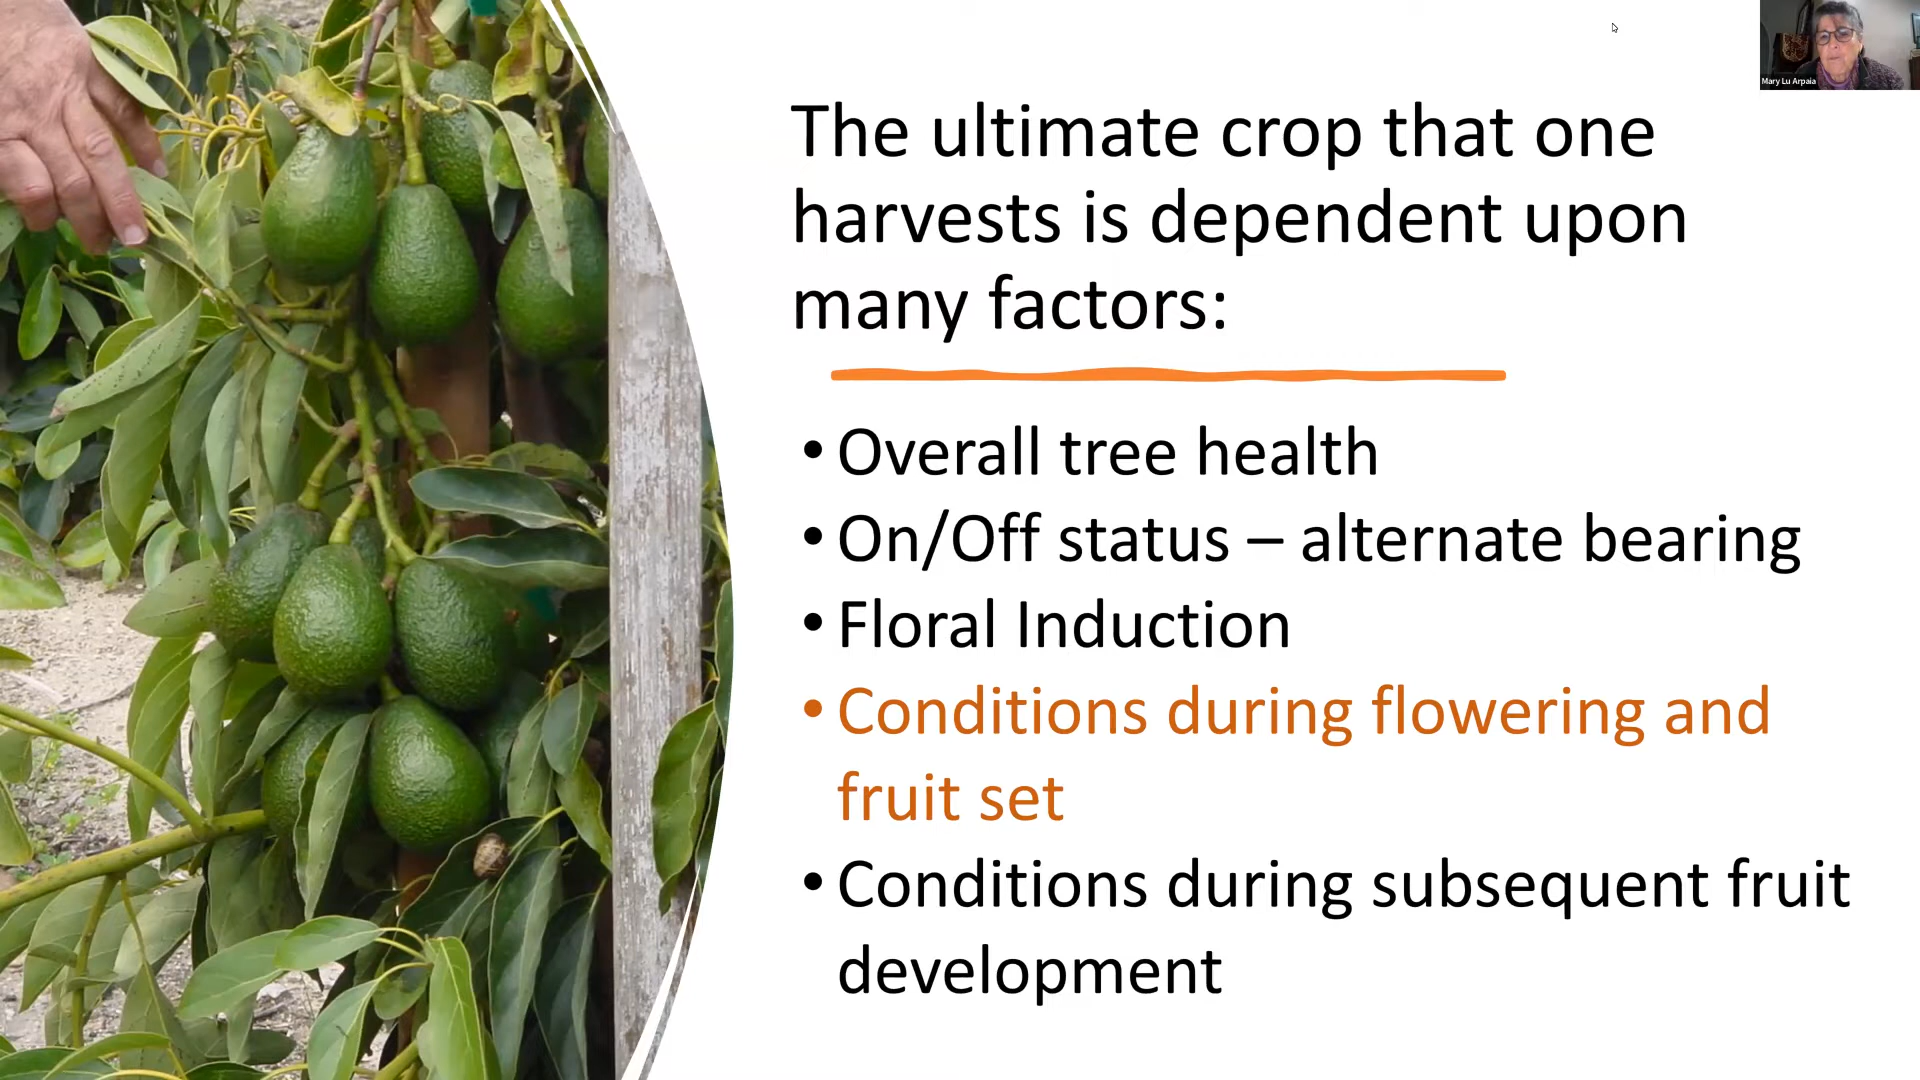 Mary Lu Arpaia
The ultimate crop that one
harvests is dependent upon
many factors:
• Overall tree health
• On/Off status – alternate bearing
• Floral Induction
• Conditions during flowering and
fruit set
• Conditions during subsequent fruit
development